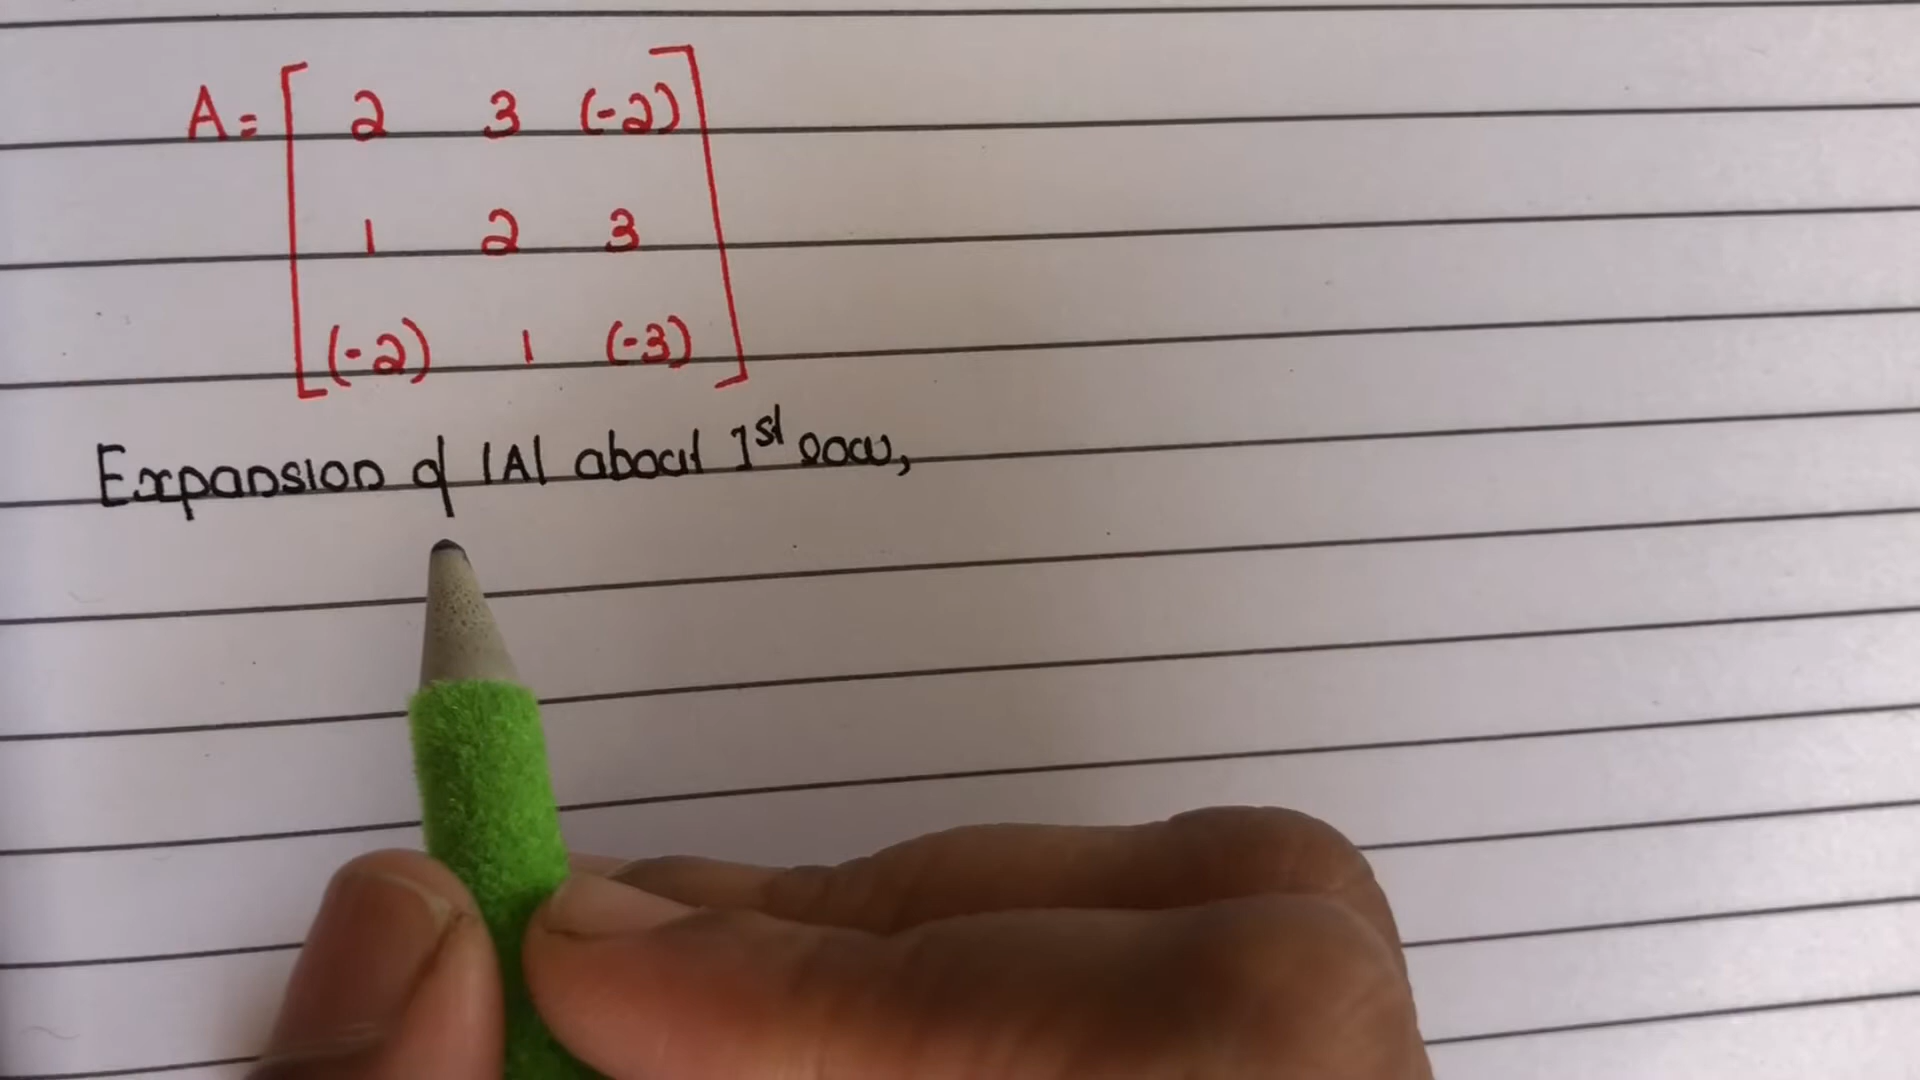 A= [ 2 3 (-2)
1 2 3
(-2) 1 (-3) ]
Expansion of |A| about 1st row,